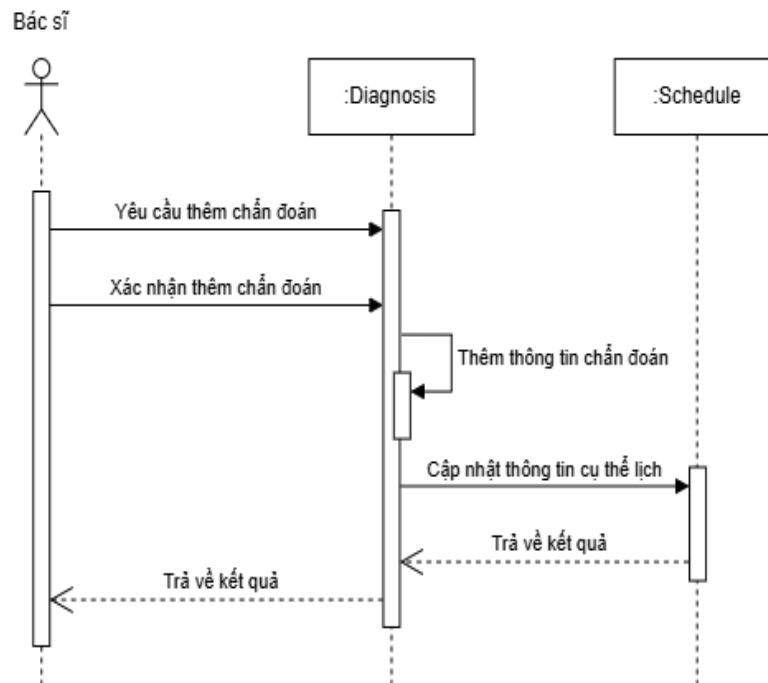 Bác sĩ
:Diagnosis
:Schedule
Yêu cầu thêm chẩn đoán
Xác nhận thêm chẩn đoán
Thêm thông tin chẩn đoán
Cập nhật thông tin cụ thể lịch
Trả về kết quả
Trả về kết quả